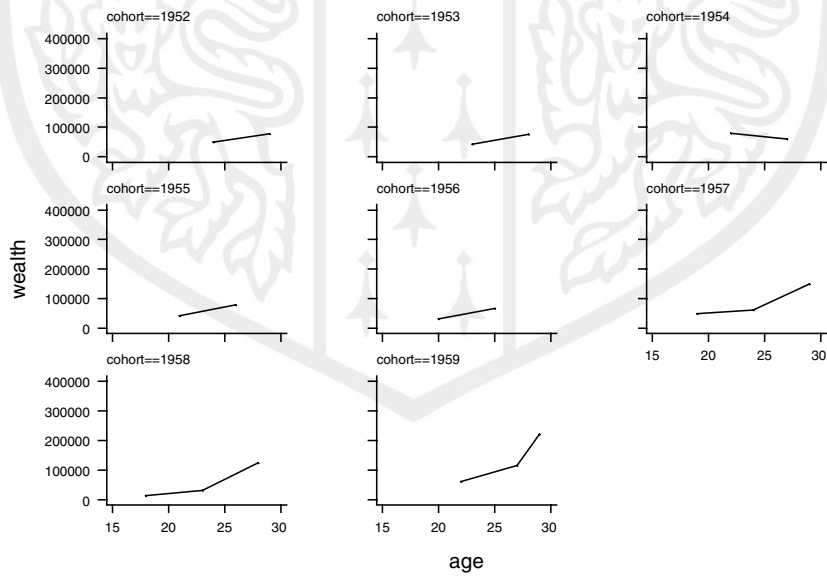 cohort==1952
cohort==1953
cohort==1954
400000
300000
200000
100000
0
cohort==1955
cohort==1956
cohort==1957
400000
300000
200000
100000
0
15 20 25 30
cohort==1958
cohort==1959
400000
300000
200000
100000
0
15 20 25 30
15 20 25 30
wealth
age